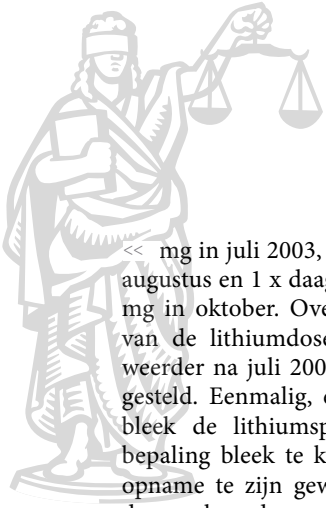 << mg in juli 2003,
augustus en 1 x daag
mg in oktober. Ove
van de lithiumdose
weerder na juli 200
gesteld. Eenmalig,
bleek de lithiumsp
bepaling bleek te k
opname te zijn gew